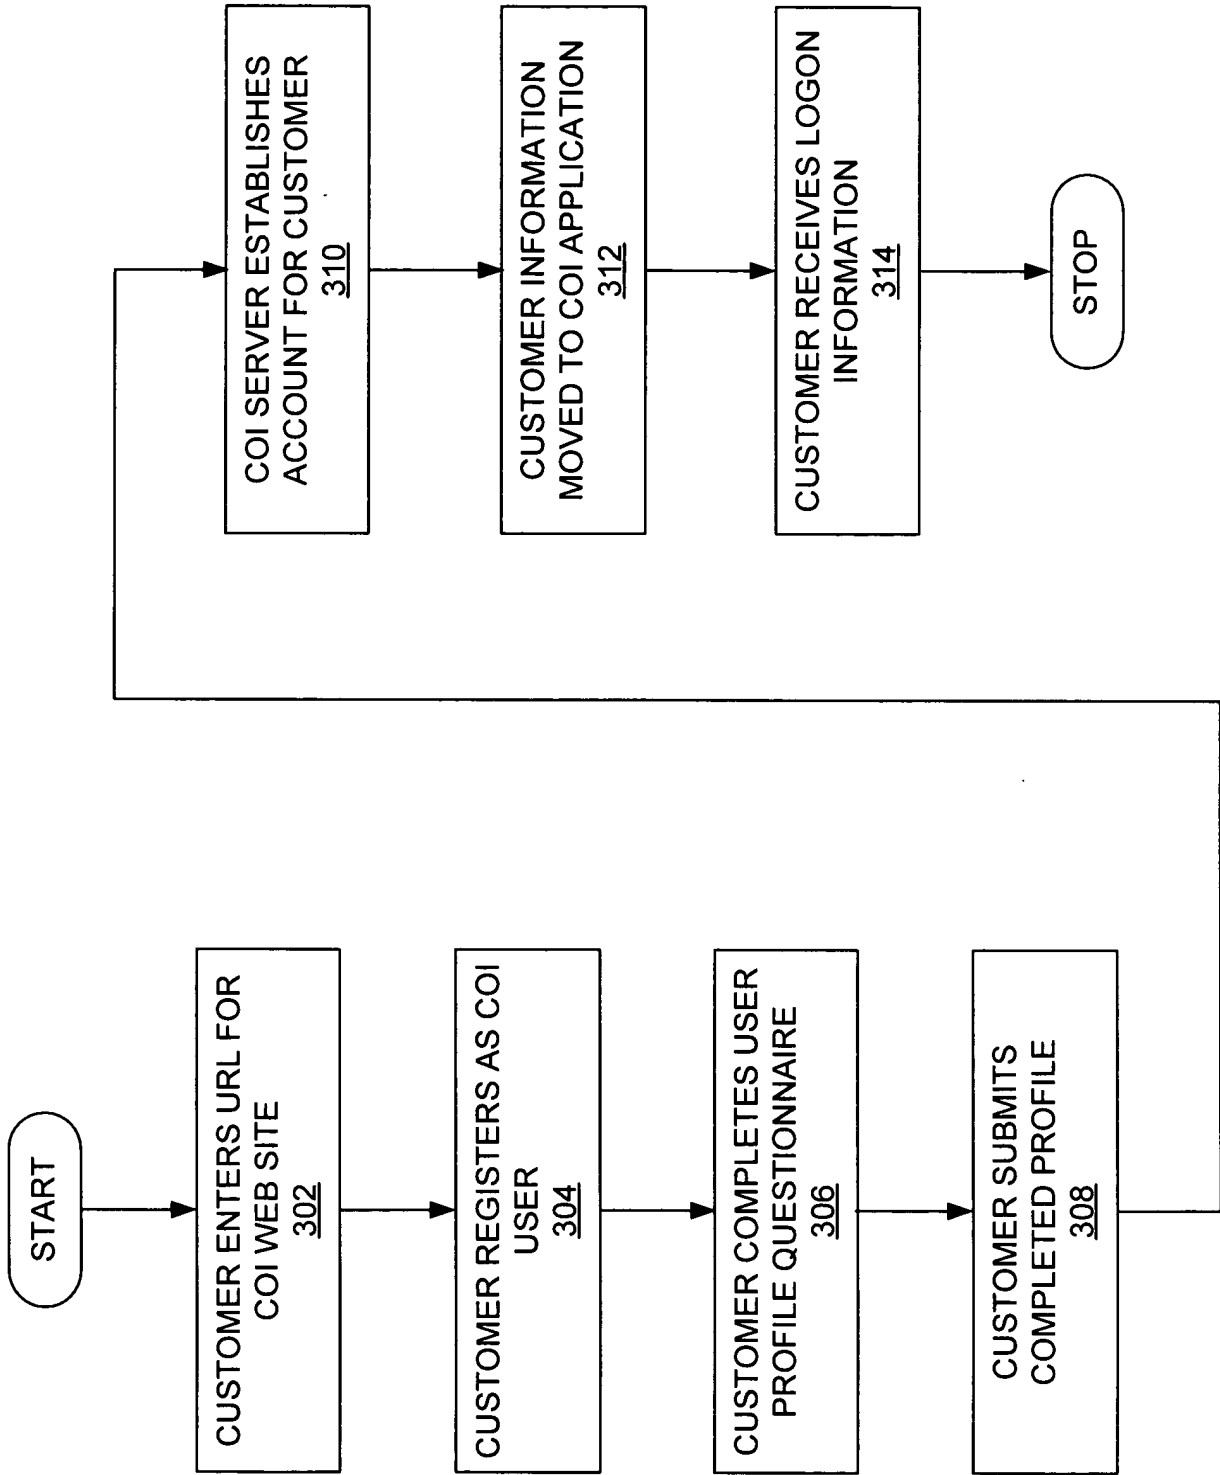 START
CUSTOMER ENTERS URL FOR
COI WEB SITE
302
CUSTOMER REGISTERS AS COI
USER
304
CUSTOMER COMPLETES USER
PROFILE QUESTIONNAIRE
306
CUSTOMER SUBMITS
COMPLETED PROFILE
308
COI SERVER ESTABLISHES
ACCOUNT FOR CUSTOMER
310
CUSTOMER INFORMATION
MOVED TO COI APPLICATION
312
CUSTOMER RECEIVES LOGON
INFORMATION
314
STOP